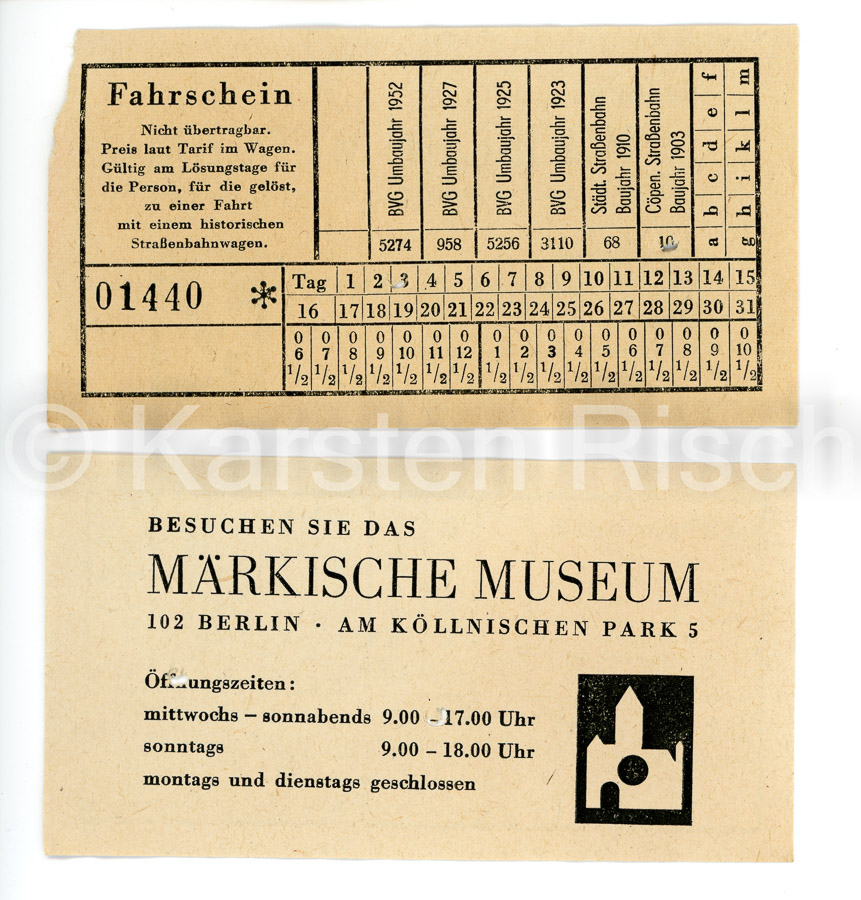 Fahrschein
Nicht übertragbar.
Preis laut Tarif im Wagen.
Gültig am Lösungstage für
die Person, für die gelöst,
zu einer Fahrt
mit einem historischen
Straßenbahnwagen.
BVG Umbaujahr 1952
BVG Umbaujahr 1927
BVG Umbaujahr 1925
BVG Umbaujahr 1923
Städt. Straßenbahn
Baujahr 1910
Cöpen. Straßenbahn
Baujahr 1903
a b c d e f
g h i k l m
5274 958 5256 3110 68
01440 *
Tag 1 2 3 4 5 6 7 8 9 10 11 12 13 14 15
16 17 18 19 20 21 22 23 24 25 26 27 28 29 30 31
0 0 0 0 0 0 0 0 0 0 0 0 0 0 0 0 0
6 7 8 9 10 11 12 1 2 3 4 5 6 7 8 9 10
1/2 1/2 1/2 1/2 1/2 1/2 1/2 1/2 1/2 1/2 1/2 1/2 1/2 1/2 1/2 1/2 1/2
© Karsten Risch
BESUCHEN SIE DAS
MÄRKISCHE MUSEUM
102 BERLIN · AM KÖLLNISCHEN PARK 5
Öffnungszeiten:
mittwochs – sonnabends 9.00 – 17.00 Uhr
sonntags 9.00 – 18.00 Uhr
montags und dienstags geschlossen